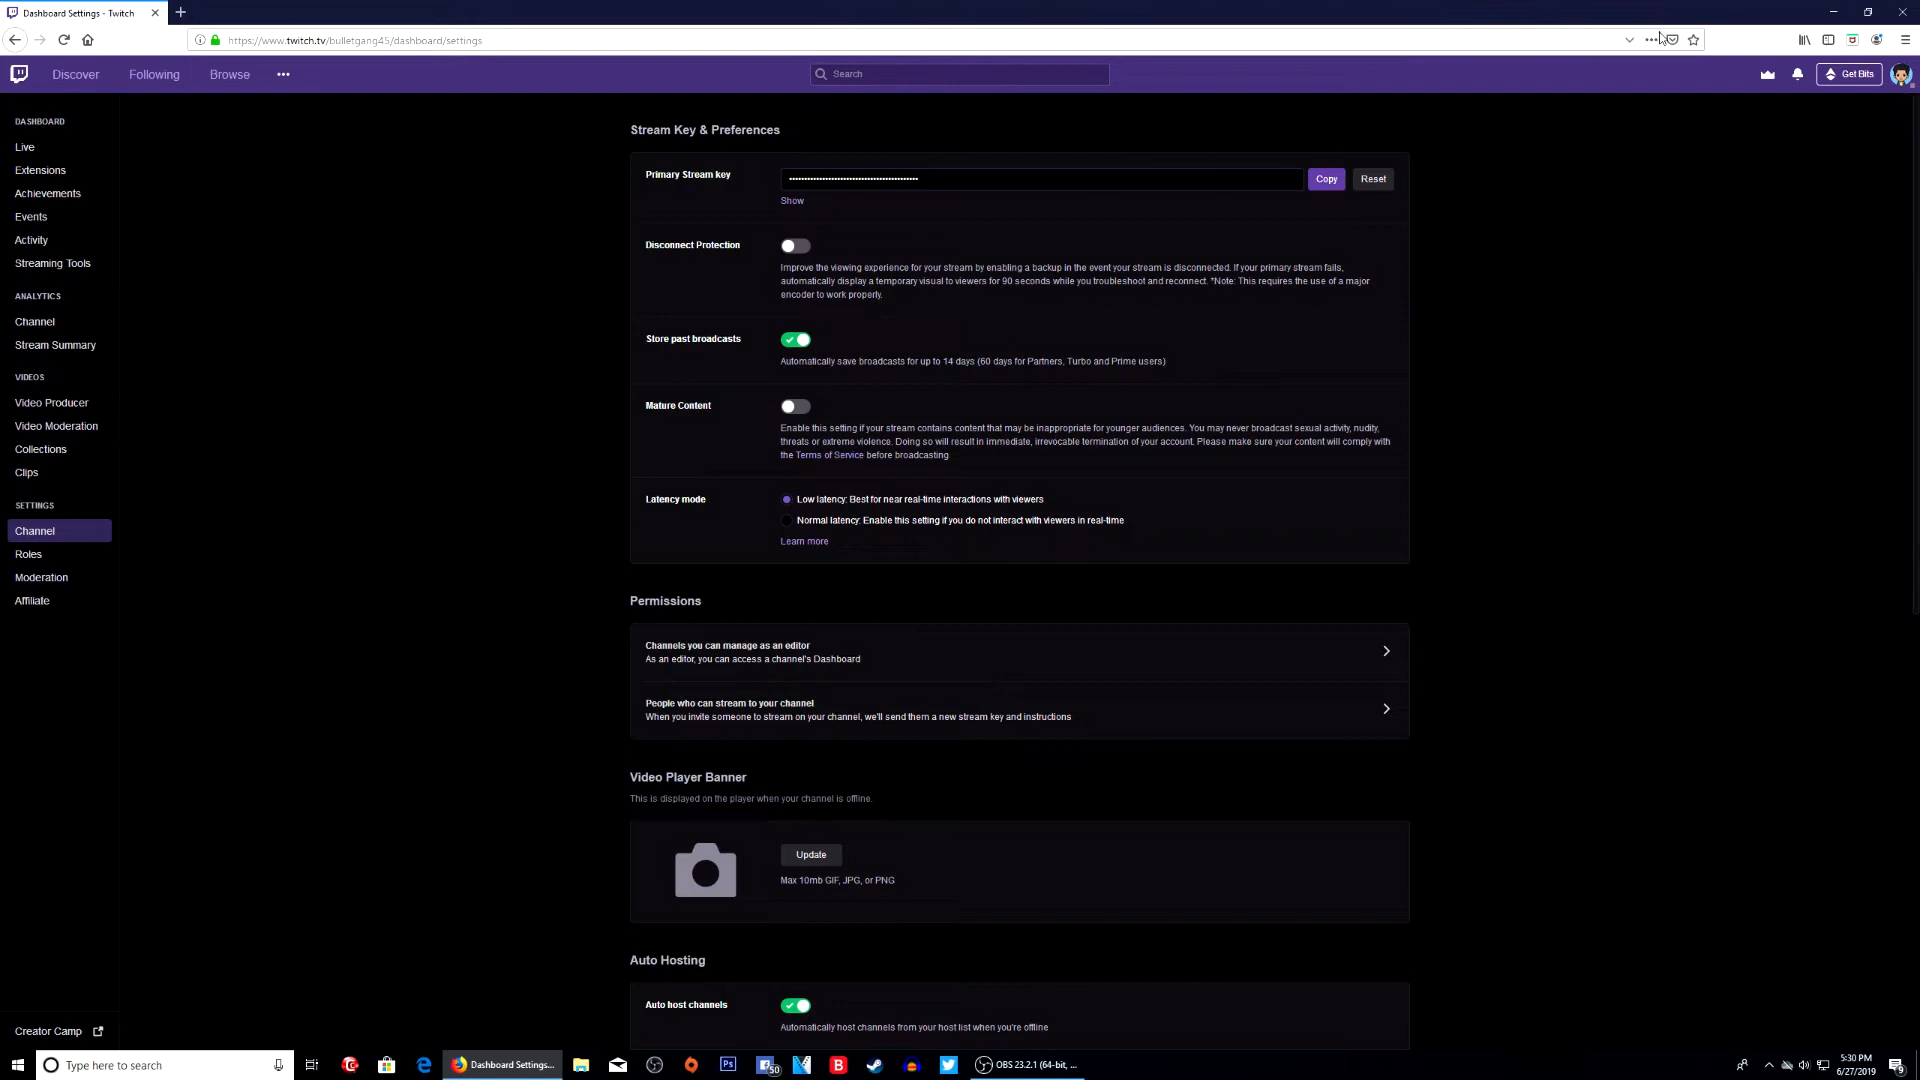 Dashboard Settings - Twitch
https://www.twitch.tv/bulletgang45/dashboard/settings
Discover
Following
Browse
Search
Get Bits
DASHBOARD
Live
Extensions
Achievements
Events
Activity
Streaming Tools
ANALYTICS
Channel
Stream Summary
VIDEOS
Video Producer
Video Moderation
Collections
Clips
SETTINGS
Channel
Roles
Moderation
Affiliate
Creator Camp
Stream Key & Preferences
Primary Stream key
Copy
Reset
Show
Disconnect Protection
Improve the viewing experience for your stream by enabling a backup in the event your stream is disconnected. If your primary stream fails,
automatically display a temporary visual to viewers for 90 seconds while you troubleshoot and reconnect. *Note: This requires the use of a major
encoder to work properly.
Store past broadcasts
Automatically save broadcasts for up to 14 days (60 days for Partners, Turbo and Prime users)
Mature Content
Enable this setting if your stream contains content that may be inappropriate for younger audiences. You may never broadcast sexual activity, nudity,
threats or extreme violence. Doing so will result in immediate, irrevocable termination of your account. Please make sure your content will comply with
the Terms of Service before broadcasting
Latency mode
Low latency: Best for near real-time interactions with viewers
Normal latency: Enable this setting if you do not interact with viewers in real-time
Learn more
Permissions
Channels you can manage as an editor
As an editor, you can access a channel's Dashboard
People who can stream to your channel
When you invite someone to stream on your channel, we'll send them a new stream key and instructions
Video Player Banner
This is displayed on the player when your channel is offline.
Update
Max 10mb GIF, JPG, or PNG
Auto Hosting
Auto host channels
Automatically host channels from your host list when you're offline
Type here to search
Dashboard Settings...
Ps
50
B
OBS 23.2.1 (64-bit, ...
5:30 PM
6/27/2019
9